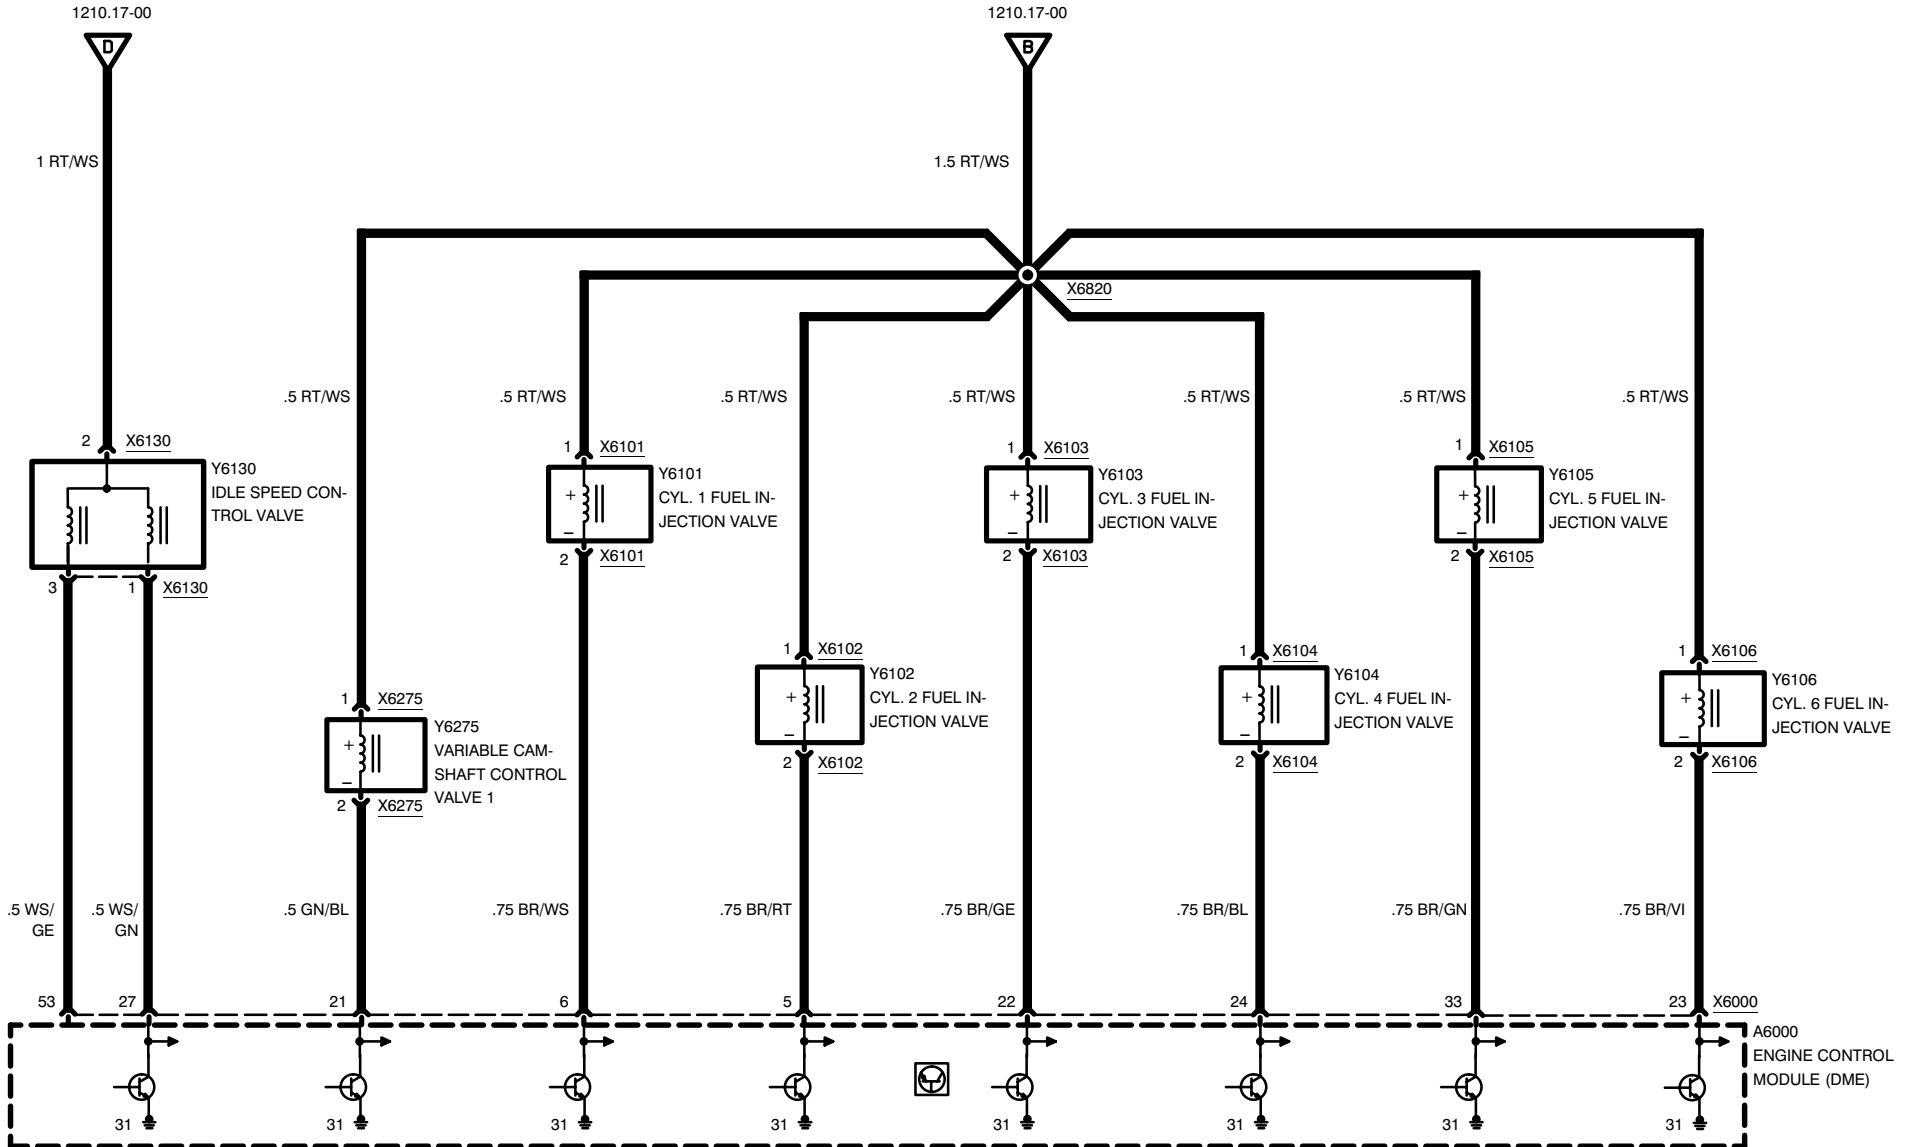 1210.17-00
1210.17-00
D
B
1 RT/WS
1.5 RT/WS
X6820
.5 RT/WS
.5 RT/WS
.5 RT/WS
.5 RT/WS
.5 RT/WS
.5 RT/WS
.5 RT/WS
2 X6130
Y6130
IDLE SPEED CON-
TROL VALVE
3 1 X6130
1 X6101
Y6101
+
CYL. 1 FUEL IN-
JECTION VALVE
–
2 X6101
1 X6103
Y6103
+
CYL. 3 FUEL IN-
JECTION VALVE
–
2 X6103
1 X6105
Y6105
+
CYL. 5 FUEL IN-
JECTION VALVE
–
2 X6105
1 X6275
Y6275
+
VARIABLE CAM-
SHAFT CONTROL
VALVE 1
–
2 X6275
1 X6102
Y6102
+
CYL. 2 FUEL IN-
JECTION VALVE
–
2 X6102
1 X6104
Y6104
+
CYL. 4 FUEL IN-
JECTION VALVE
–
2 X6104
1 X6106
Y6106
+
CYL. 6 FUEL IN-
JECTION VALVE
–
2 X6106
.5 WS/
GE
.5 WS/
GN
.5 GN/BL
.75 BR/WS
.75 BR/RT
.75 BR/GE
.75 BR/BL
.75 BR/GN
.75 BR/VI
53 27 21 6 5 22 24 33 23 X6000
A6000
ENGINE CONTROL
MODULE (DME)
31 31 31 31 31 31 31 31